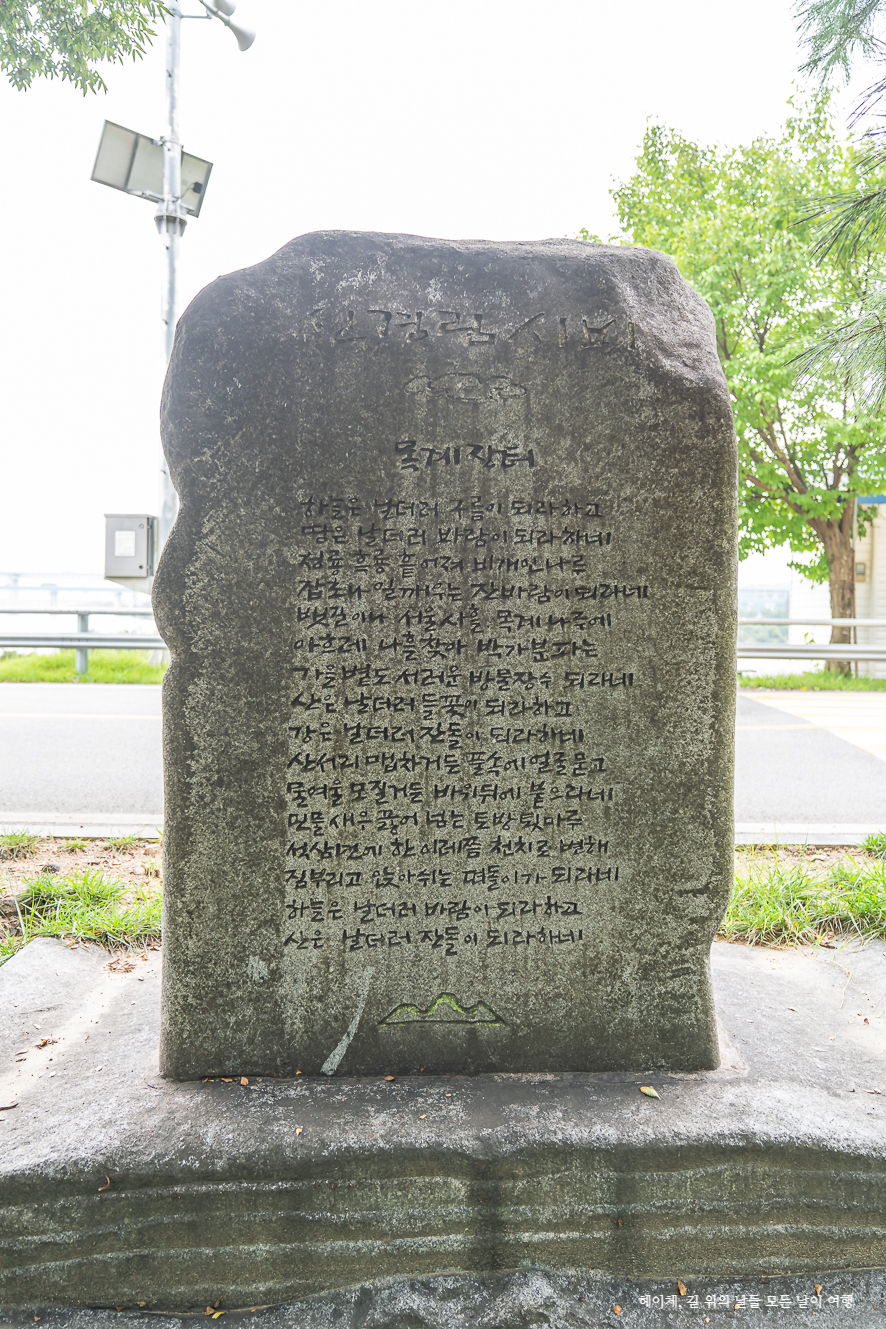 신경림 시비
목계장터
하늘은 날더러 구름이 되라하고
땅은 날더러 바람이 되라하네
청룡 흑룡 흩어져 비개인 나루
잡초나 일깨우는 잔바람이 되라네
뱃길이라 서울사흘 목계 나루에
아흐레 나흘 찾아 박가분 파는
가을볕도 서러운 방물장수 되라네
산은 날더러 들꽃이 되라하고
강은 날더러 잔돌이 되라하네
산서리 맵차거든 풀속에 얼굴묻고
물여울 모질거든 바위뒤에 붙으라네
민물 새우 끓어 넘는 토방 툇마루
석삼년에 한 이레쯤 천치로 변해
짐부리고 앉아쉬는 떠돌이가 되라네
하늘은 날더러 바람이 되라하고
산은 날더러 잔돌이 되라하네
헤이체, 길 위의 날들 모든 날이 여행